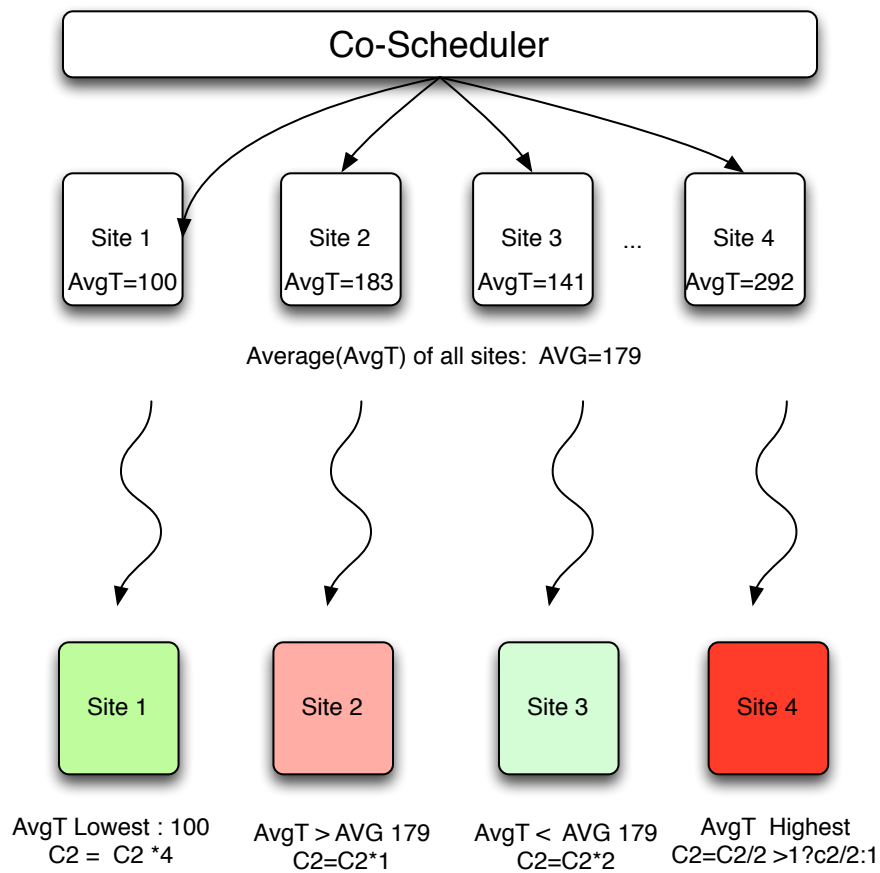 Co-Scheduler
Site 1
AvgT=100
Site 2
AvgT=183
Site 3
AvgT=141
...
Site 4
AvgT=292
Average(AvgT) of all sites: AVG=179
Site 1
Site 2
Site 3
Site 4
AvgT Lowest : 100
C2 = C2 *4
AvgT > AVG 179
C2=C2*1
AvgT < AVG 179
C2=C2*2
AvgT Highest
C2=C2/2 >1?c2/2:1